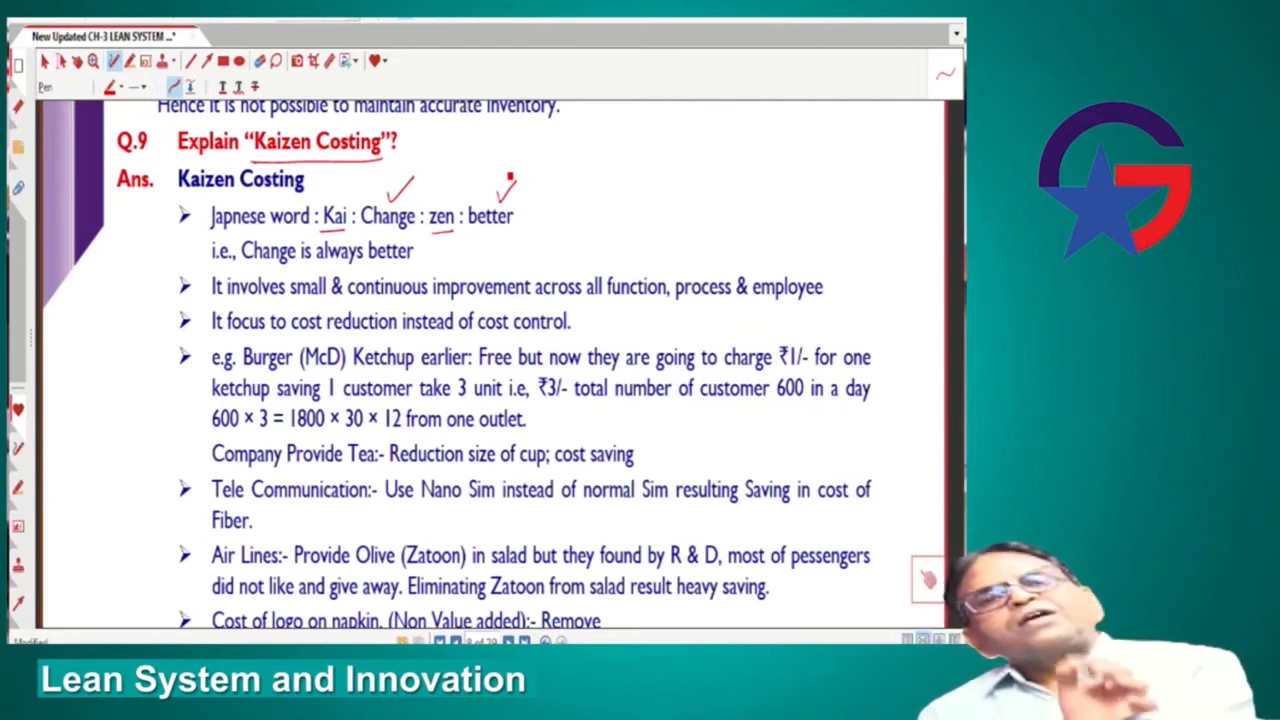 New Updated CH-3 LEAN SYSTEM ...*
Pen
Hence it is not possible to maintain accurate inventory.
Q.9 Explain “Kaizen Costing”?
Ans. Kaizen Costing
➤ Japnese word : Kai : Change : zen : better
i.e., Change is always better
➤ It involves small & continuous improvement across all function, process & employee
➤ It focus to cost reduction instead of cost control.
➤ e.g. Burger (McD) Ketchup earlier: Free but now they are going to charge ₹1/- for one
ketchup saving 1 customer take 3 unit i.e, ₹3/- total number of customer 600 in a day
600 × 3 = 1800 × 30 × 12 from one outlet.
Company Provide Tea:- Reduction size of cup; cost saving
➤ Tele Communication:- Use Nano Sim instead of normal Sim resulting Saving in cost of
Fiber.
➤ Air Lines:- Provide Olive (Zatoon) in salad but they found by R & D, most of pessengers
did not like and give away. Eliminating Zatoon from salad result heavy saving.
➤ Cost of logo on napkin. (Non Value added):- Remove
Modified
8 of 29
Lean System and Innovation